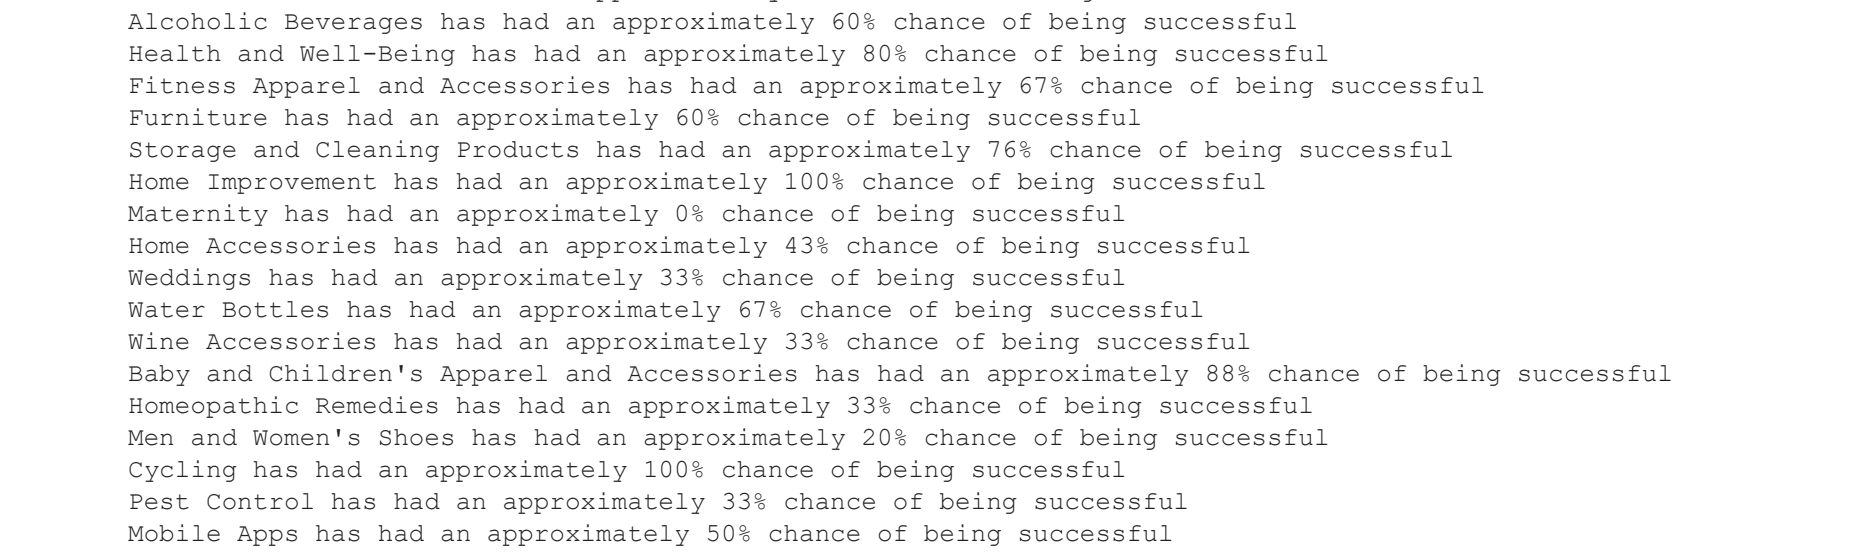 Alcoholic Beverages has had an approximately 60% chance of being successful
Health and Well-Being has had an approximately 80% chance of being successful
Fitness Apparel and Accessories has had an approximately 67% chance of being successful
Furniture has had an approximately 60% chance of being successful
Storage and Cleaning Products has had an approximately 76% chance of being successful
Home Improvement has had an approximately 100% chance of being successful
Maternity has had an approximately 0% chance of being successful
Home Accessories has had an approximately 43% chance of being successful
Weddings has had an approximately 33% chance of being successful
Water Bottles has had an approximately 67% chance of being successful
Wine Accessories has had an approximately 33% chance of being successful
Baby and Children's Apparel and Accessories has had an approximately 88% chance of being successful
Homeopathic Remedies has had an approximately 33% chance of being successful
Men and Women's Shoes has had an approximately 20% chance of being successful
Cycling has had an approximately 100% chance of being successful
Pest Control has had an approximately 33% chance of being successful
Mobile Apps has had an approximately 50% chance of being successful